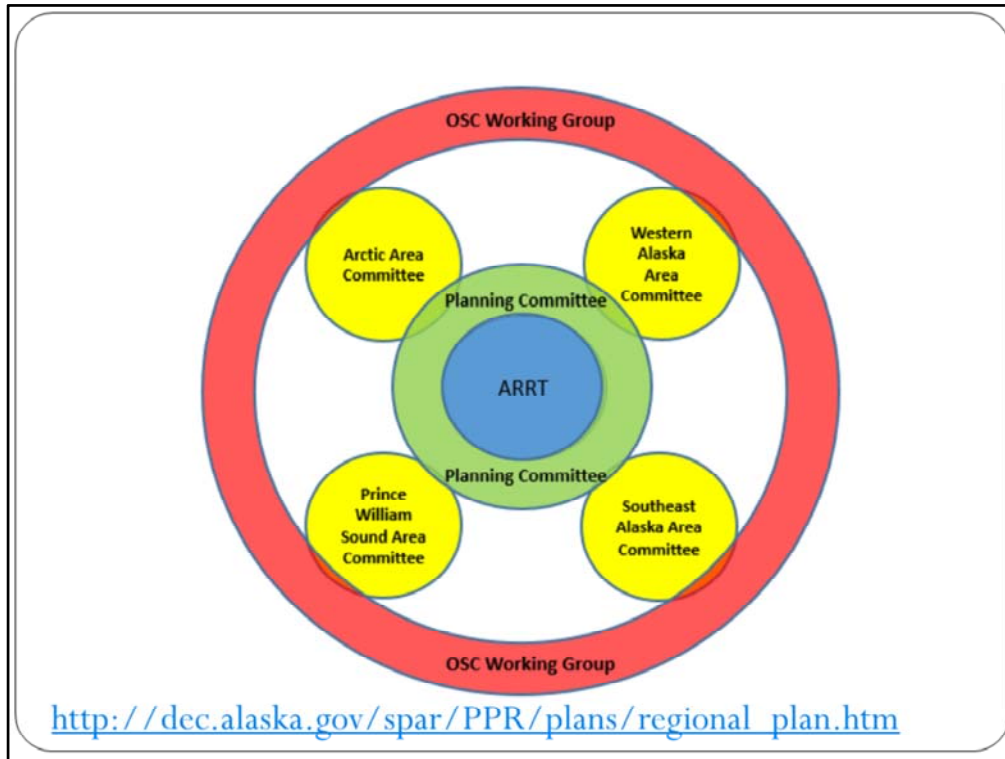 OSC Working Group
Arctic Area
Committee
Western
Alaska
Area
Committee
Planning Committee
ARRT
Planning Committee
Prince
William
Sound Area
Committee
Southeast
Alaska Area
Committee
OSC Working Group
http://dec.alaska.gov/spar/PPR/plans/regional_plan.htm